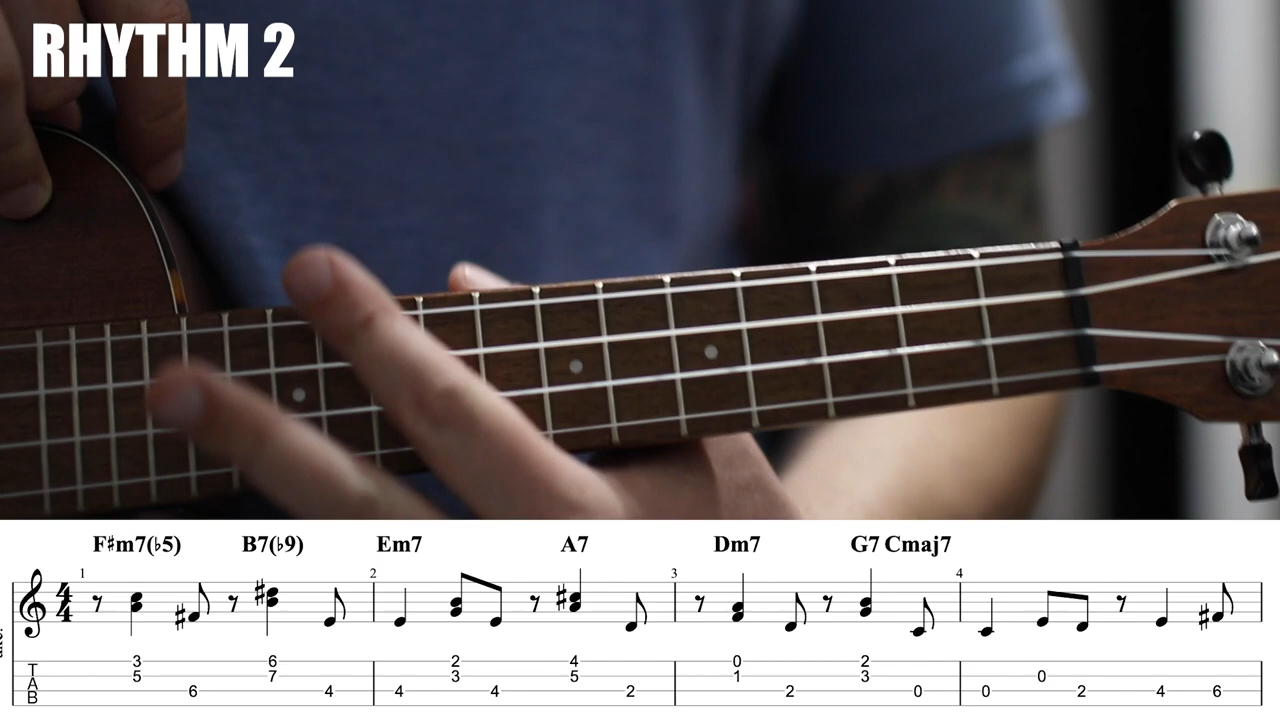 RHYTHM 2
F#m7(♭5) B7(♭9) Em7 A7 Dm7 G7 Cmaj7
1 2 3 4
4
4
3 6 2 4 0 2
T 5 7 3 5 1 3 0
A 6 4 4 4 2 2 0 0 2 4 6
B